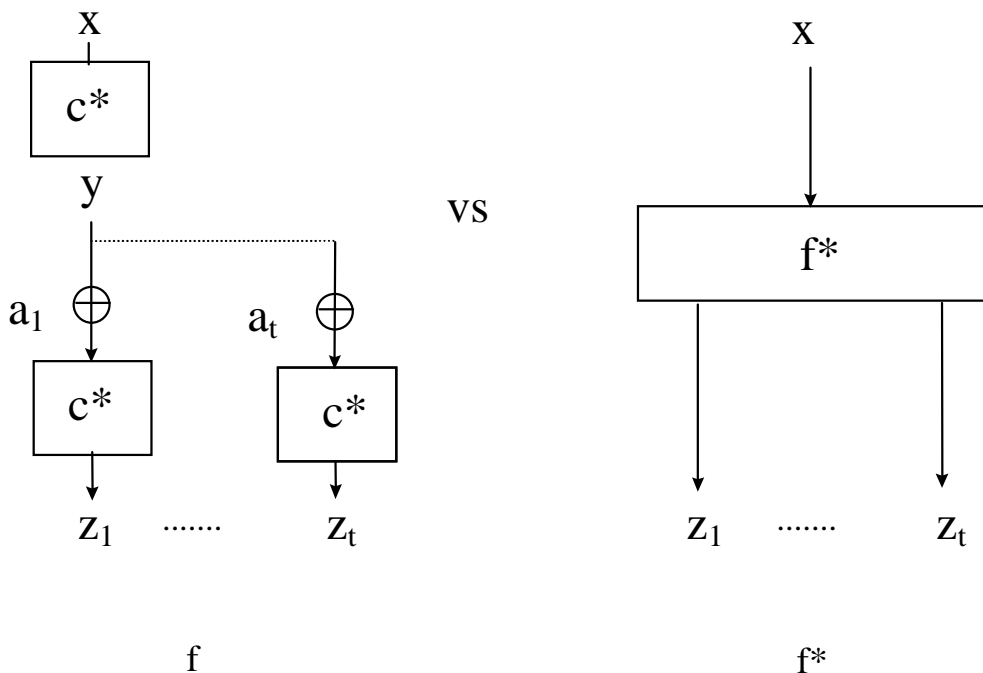 x
c*
y
a₁
aₜ
c*
c*
z₁ ....... zₜ
f
vs
x
f*
z₁ ....... zₜ
f*